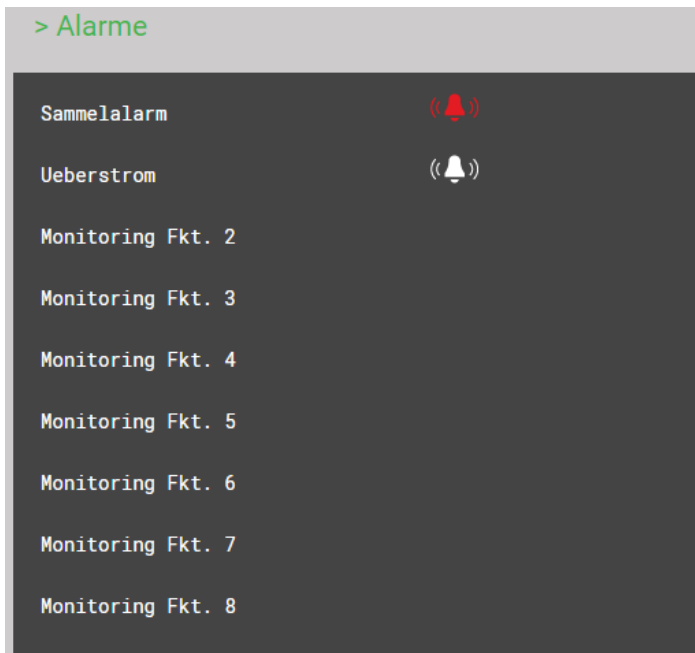 > Alarme
Sammelalarm
Ueberstrom
Monitoring Fkt. 2
Monitoring Fkt. 3
Monitoring Fkt. 4
Monitoring Fkt. 5
Monitoring Fkt. 6
Monitoring Fkt. 7
Monitoring Fkt. 8